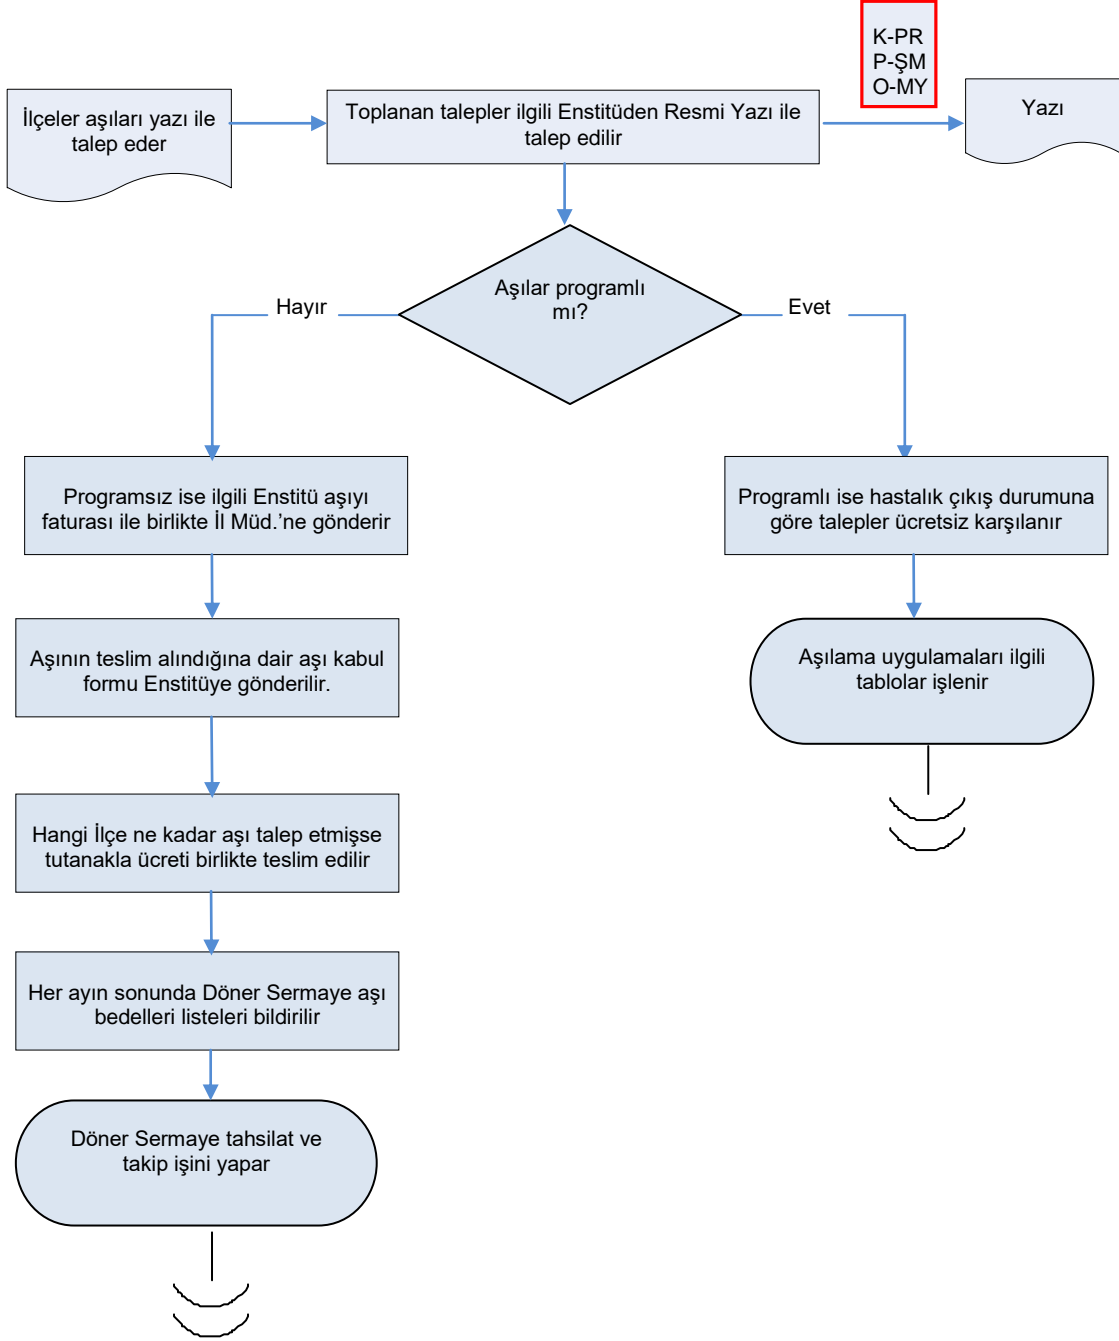 K-PR
P-ŞM
O-MY
İlçeler aşıları yazı ile
talep eder
Toplanan talepler ilgili Enstitüden Resmi Yazı ile
talep edilir
Yazı
Aşılar programlı
mı?
Hayır
Evet
Programsız ise ilgili Enstitü aşıyı
faturası ile birlikte İl Müd.’ne gönderir
Programlı ise hastalık çıkış durumuna
göre talepler ücretsiz karşılanır
Aşının teslim alındığına dair aşı kabul
formu Enstitüye gönderilir.
Aşılama uygulamaları ilgili
tablolar işlenir
Hangi İlçe ne kadar aşı talep etmişse
tutanakla ücreti birlikte teslim edilir
Her ayın sonunda Döner Sermaye aşı
bedelleri listeleri bildirilir
Döner Sermaye tahsilat ve
takip işini yapar